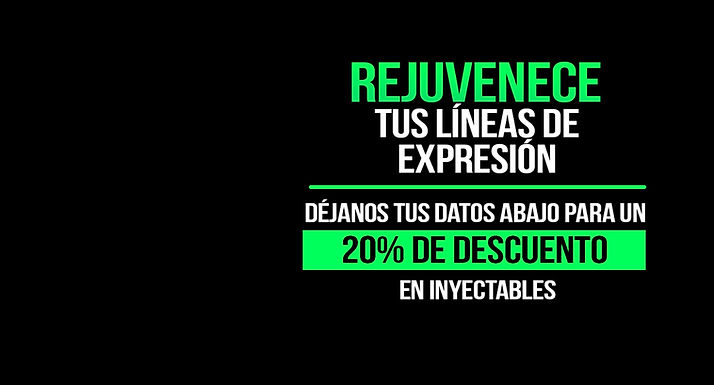 REJUVENECE
TUS LÍNEAS DE
EXPRESIÓN
DÉJANOS TUS DATOS ABAJO PARA UN
20% DE DESCUENTO
EN INYECTABLES